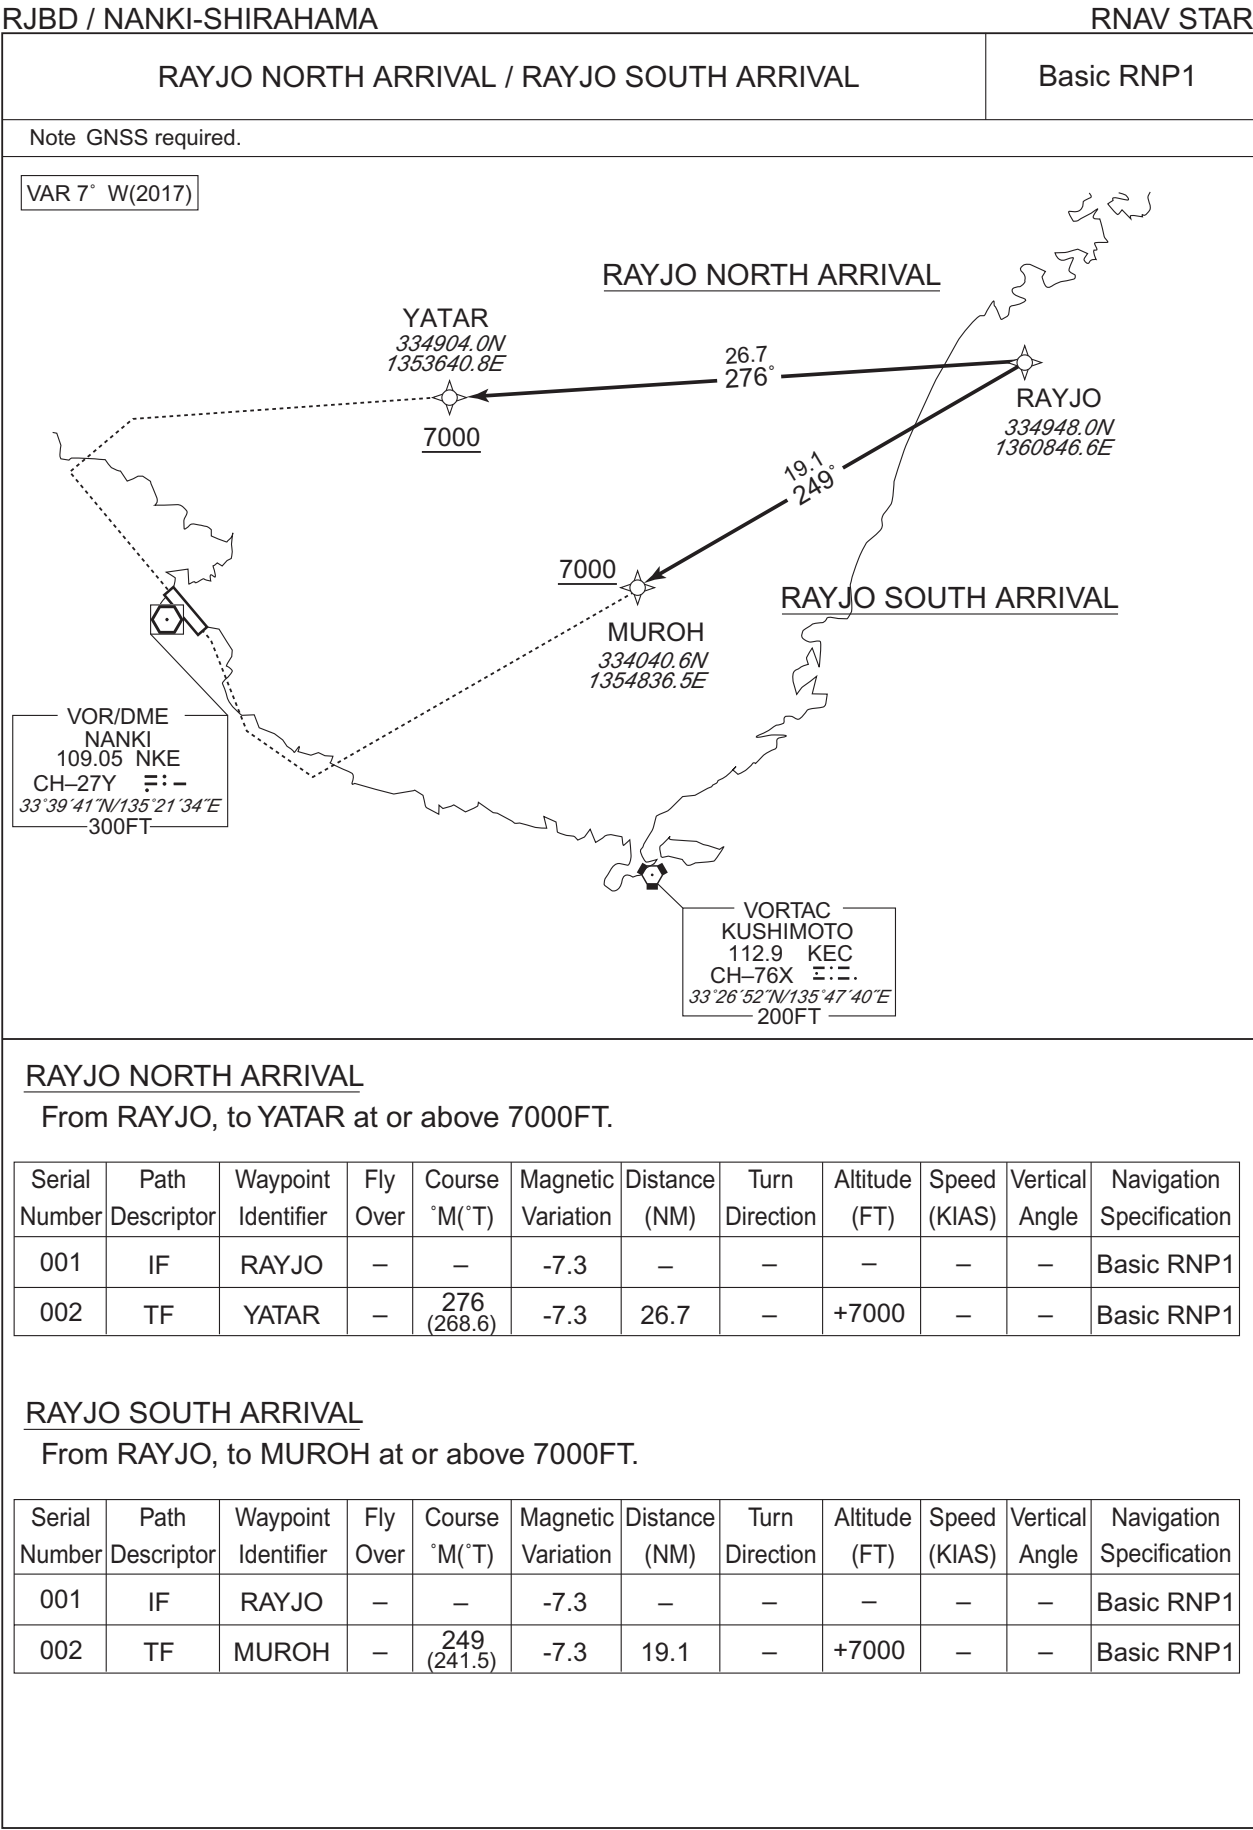 RJBD / NANKI-SHIRAHAMA
RNAV STAR
RAYJO NORTH ARRIVAL / RAYJO SOUTH ARRIVAL
Basic RNP1
Note GNSS required.
VAR 7° W(2017)
RAYJO NORTH ARRIVAL
YATAR
334904.0N
1353640.8E
7000
26.7
276°
RAYJO
334948.0N
1360846.6E
19.1
249°
7000
MUROH
334040.6N
1354836.5E
RAYJO SOUTH ARRIVAL
VOR/DME
NANKI
109.05 NKE
CH–27Y
33°39´41˝N/135°21´34˝E
300FT
VORTAC
KUSHIMOTO
112.9 KEC
CH–76X
33°26´52˝N/135°47´40˝E
200FT
RAYJO NORTH ARRIVAL
From RAYJO, to YATAR at or above 7000FT.
Serial Path Waypoint Fly Course Magnetic Distance Turn Altitude Speed Vertical Navigation
Number Descriptor Identifier Over °M(°T) Variation (NM) Direction (FT) (KIAS) Angle Specification
001 IF RAYJO – – -7.3 – – – – – Basic RNP1
002 TF YATAR – 276 (268.6) -7.3 26.7 – +7000 – – Basic RNP1
RAYJO SOUTH ARRIVAL
From RAYJO, to MUROH at or above 7000FT.
Serial Path Waypoint Fly Course Magnetic Distance Turn Altitude Speed Vertical Navigation
Number Descriptor Identifier Over °M(°T) Variation (NM) Direction (FT) (KIAS) Angle Specification
001 IF RAYJO – – -7.3 – – – – – Basic RNP1
002 TF MUROH – 249 (241.5) -7.3 19.1 – +7000 – – Basic RNP1